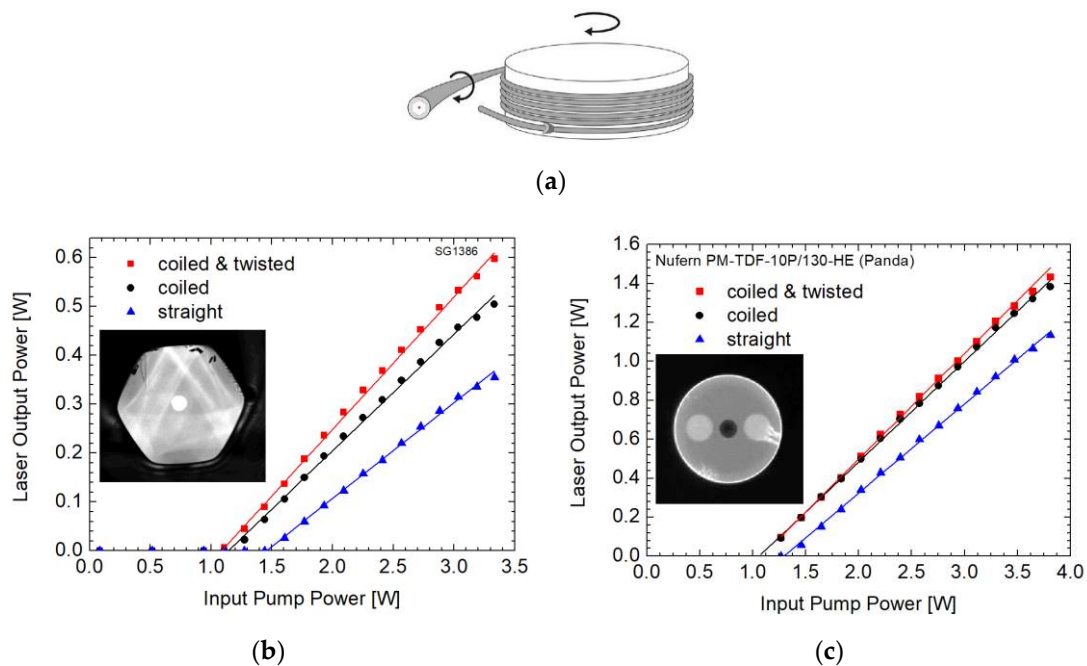 (a)
SG1386
coiled & twisted
coiled
straight
Laser Output Power [W]
0.6
0.5
0.4
0.3
0.2
0.1
0.0
0.0 0.5 1.0 1.5 2.0 2.5 3.0 3.5
Input Pump Power [W]
(b)
Nufern PM-TDF-10P/130-HE (Panda)
coiled & twisted
coiled
straight
Laser Output Power [W]
1.6
1.4
1.2
1.0
0.8
0.6
0.4
0.2
0.0
0.0 0.5 1.0 1.5 2.0 2.5 3.0 3.5 4.0
Input Pump Power [W]
(c)